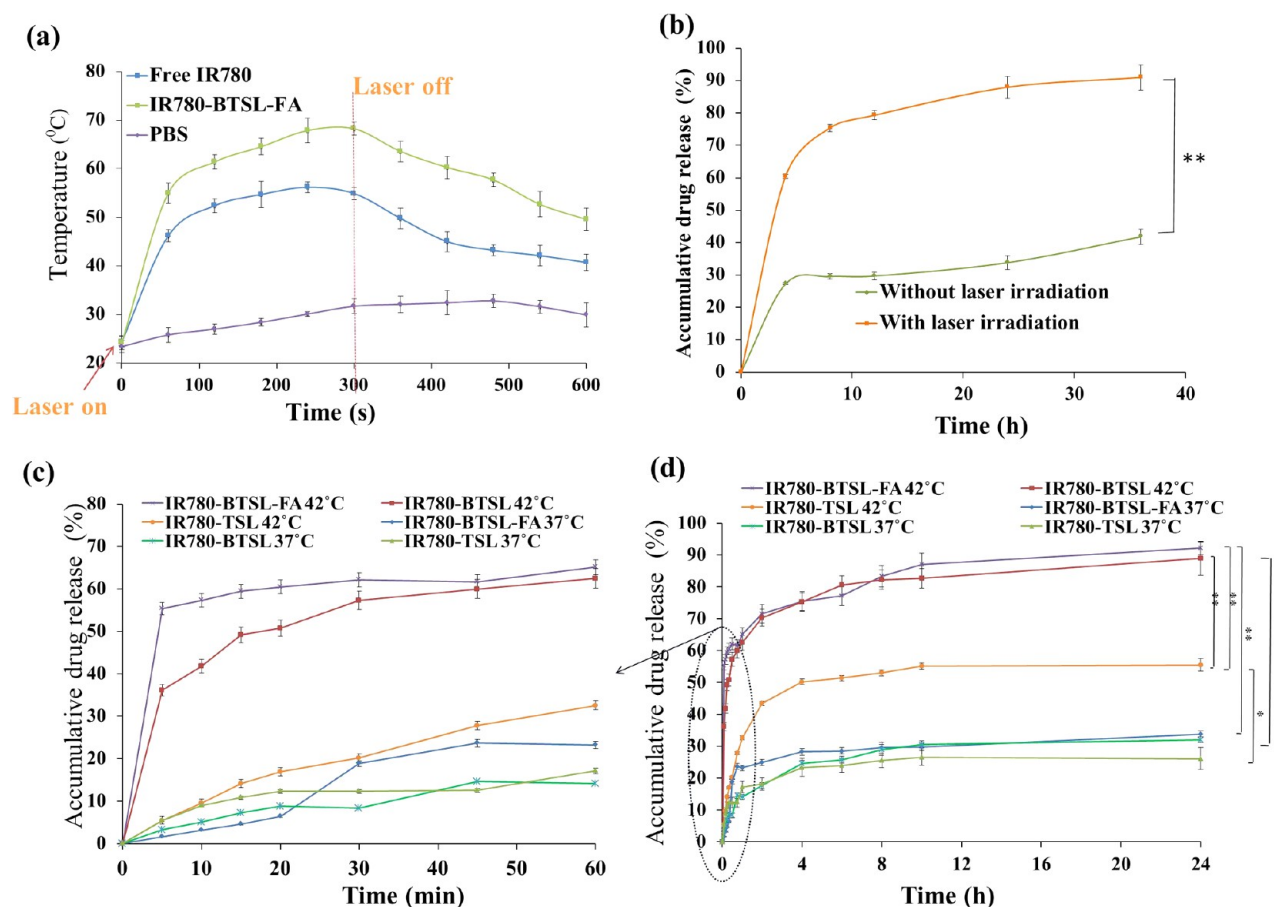 (a)
Free IR780
IR780-BTSL-FA
PBS
Laser off
80
70
60
50
40
30
20
Temperature (⁰C)
0 100 200 300 400 500 600
Laser on
Time (s)
(b)
100
90
80
70
60
50
40
30
20
10
0
Accumulative drug release (%)
**
Without laser irradiation
With laser irradiation
0 10 20 30 40
Time (h)
(c)
IR780-BTSL-FA 42˚C IR780-BTSL 42˚C
IR780-TSL 42˚C IR780-BTSL-FA 37˚C
IR780-BTSL 37˚C IR780-TSL 37˚C
80
70
60
50
40
30
20
10
0
Accumulative drug release (%)
0 10 20 30 40 50 60
Time (min)
(d)
IR780-BTSL-FA 42˚C IR780-BTSL 42˚C
IR780-TSL 42˚C IR780-BTSL-FA 37˚C
IR780-BTSL 37˚C IR780-TSL 37˚C
100
90
80
70
60
50
40
30
20
10
0
Accumulative drug release (%)
** **
**
*
0 4 8 12 16 20 24
Time (h)